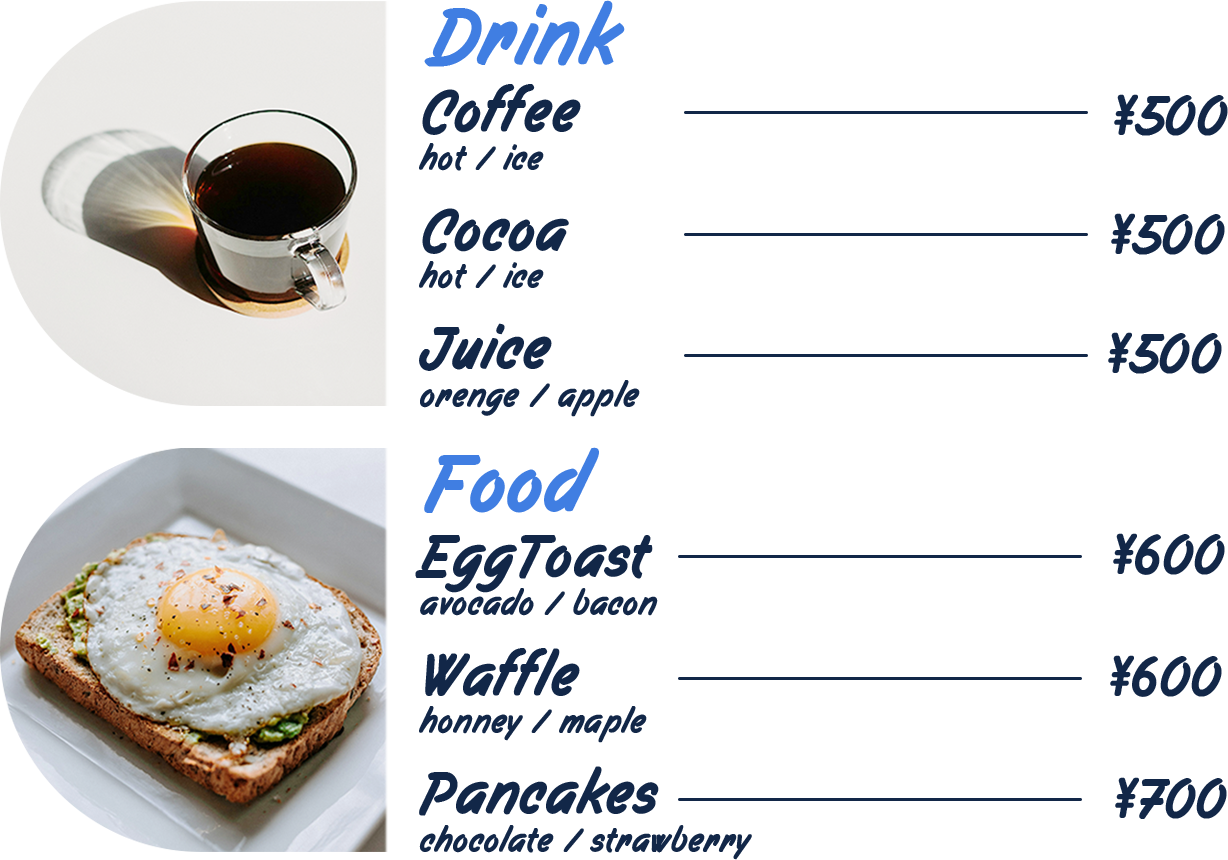 Drink
Coffee ¥500
hot / ice
Cocoa ¥500
hot / ice
Juice ¥500
orenge / apple
Food
EggToast ¥600
avocado / bacon
Waffle ¥600
honney / maple
Pancakes ¥700
chocolate / strawberry